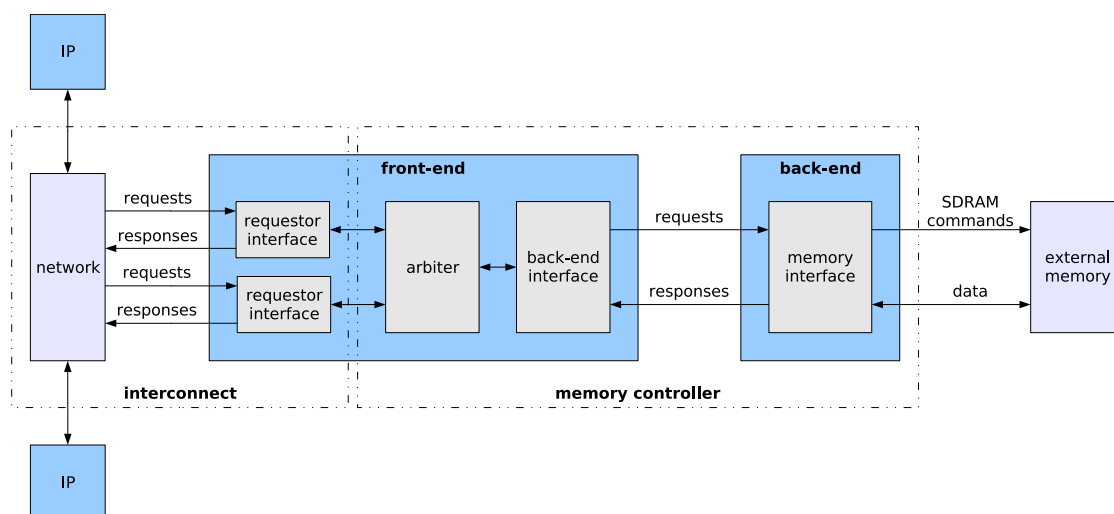 IP
front-end
back-end
requests
requestor
interface
responses
network
requests
requestor
interface
responses
arbiter
back-end
interface
requests
responses
memory
interface
SDRAM
commands
data
external
memory
interconnect
memory controller
IP